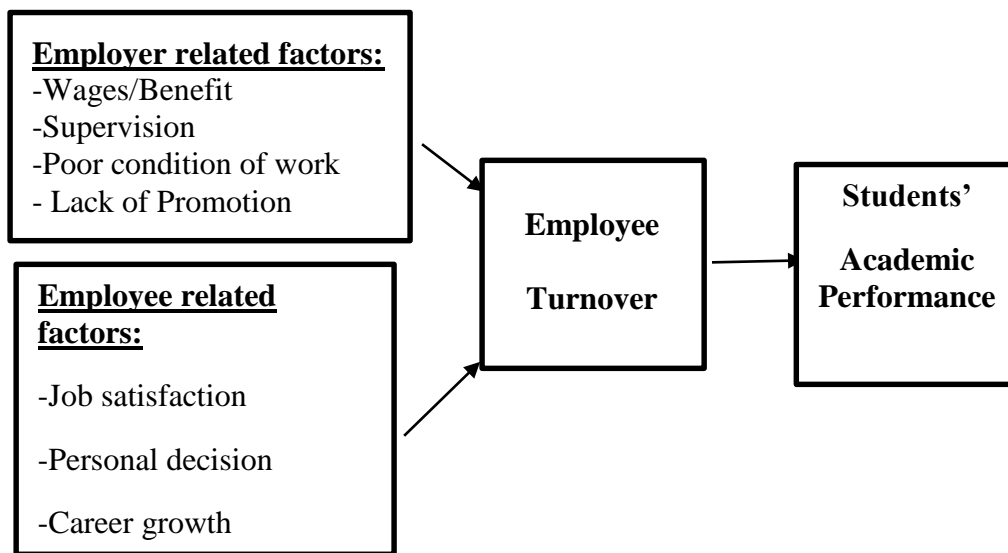 Employer related factors:
-Wages/Benefit
-Supervision
-Poor condition of work
- Lack of Promotion
Employee related
factors:
-Job satisfaction
-Personal decision
-Career growth
Employee
Turnover
Students’
Academic
Performance